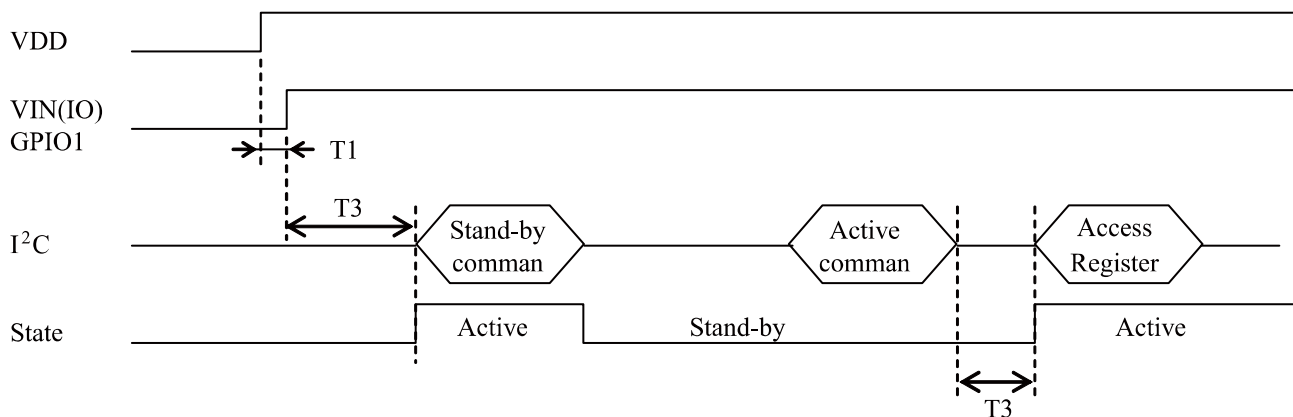 VDD
VIN(IO)
GPIO1
T1
T3
I²C
Stand-by
comman
Active
comman
Access
Register
State
Active
Stand-by
Active
T3